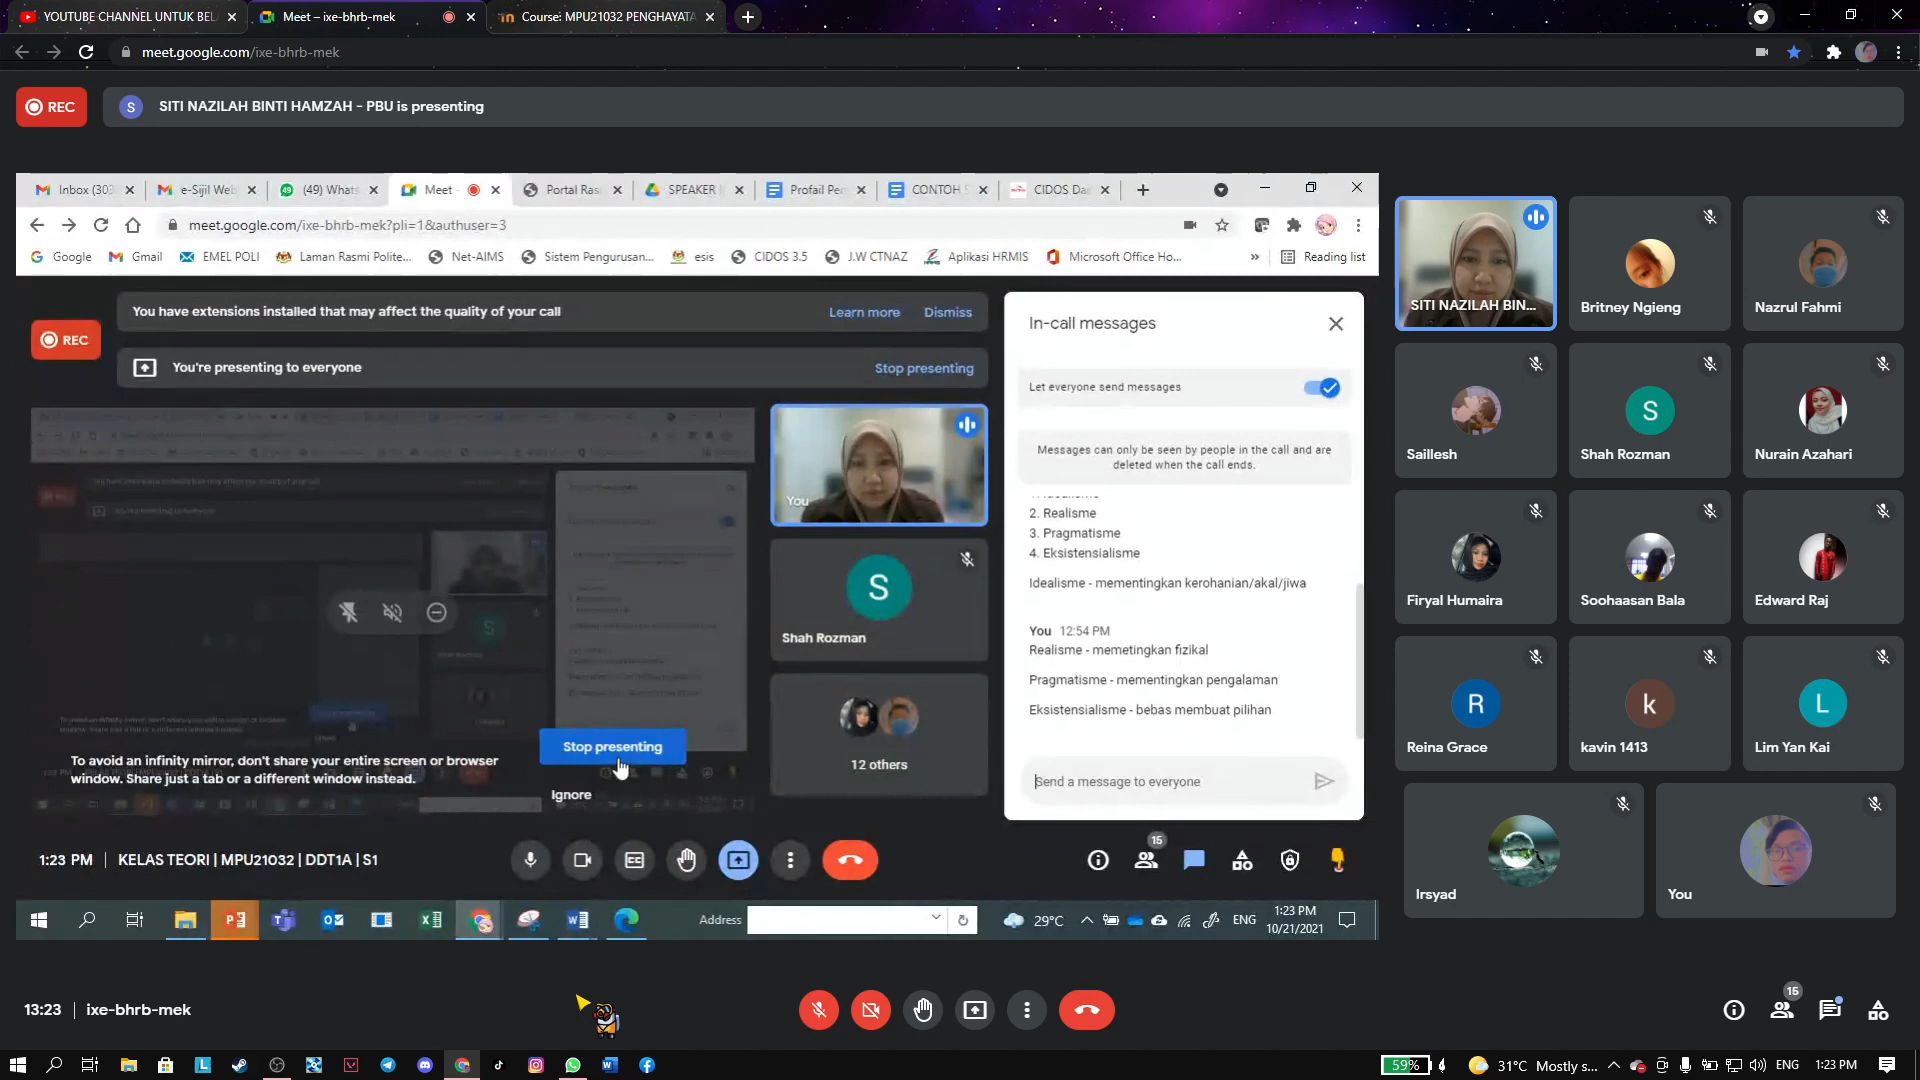 YOUTUBE CHANNEL UNTUK BEL
Meet – ixe-bhrb-mek
Course: MPU21032 PENGHAYATA
meet.google.com/ixe-bhrb-mek
REC
S
SITI NAZILAH BINTI HAMZAH - PBU is presenting
Inbox (303
e-Sijil Web
(49) Whats
Meet -
Portal Ras
SPEAKER
Profail Pe
CONTOH
CIDOS Da
meet.google.com/ixe-bhrb-mek?pli=1&authuser=3
Google
Gmail
EMEL POLI
Laman Rasmi Polite...
Net-AIMS
Sistem Pengurusan...
esis
CIDOS 3.5
J.W CTNAZ
Aplikasi HRMIS
Microsoft Office Ho...
»
Reading list
You have extensions installed that may affect the quality of your call
Learn more
Dismiss
REC
You're presenting to everyone
Stop presenting
You
S
Shah Rozman
12 others
To avoid an infinity mirror, don't share your entire screen or browser
window. Share just a tab or a different window instead.
Stop presenting
Ignore
In-call messages
Let everyone send messages
Messages can only be seen by people in the call and are
deleted when the call ends.
2. Realisme
3. Pragmatisme
4. Eksistensialisme
Idealisme - mementingkan kerohanian/akal/jiwa
You 12:54 PM
Realisme - memetingkan fizikal
Pragmatisme - mementingkan pengalaman
Eksistensialisme - bebas membuat pilihan
Send a message to everyone
1:23 PM
KELAS TEORI | MPU21032 | DDT1A | S1
15
Address
29°C
ENG
1:23 PM
10/21/2021
SITI NAZILAH BIN...
Britney Ngieng
Nazrul Fahmi
Saillesh
S
Shah Rozman
Nurain Azahari
Firyal Humaira
Soohaasan Bala
Edward Raj
R
Reina Grace
k
kavin 1413
L
Lim Yan Kai
Irsyad
You
13:23
ixe-bhrb-mek
15
59%
31°C Mostly s...
ENG
1:23 PM